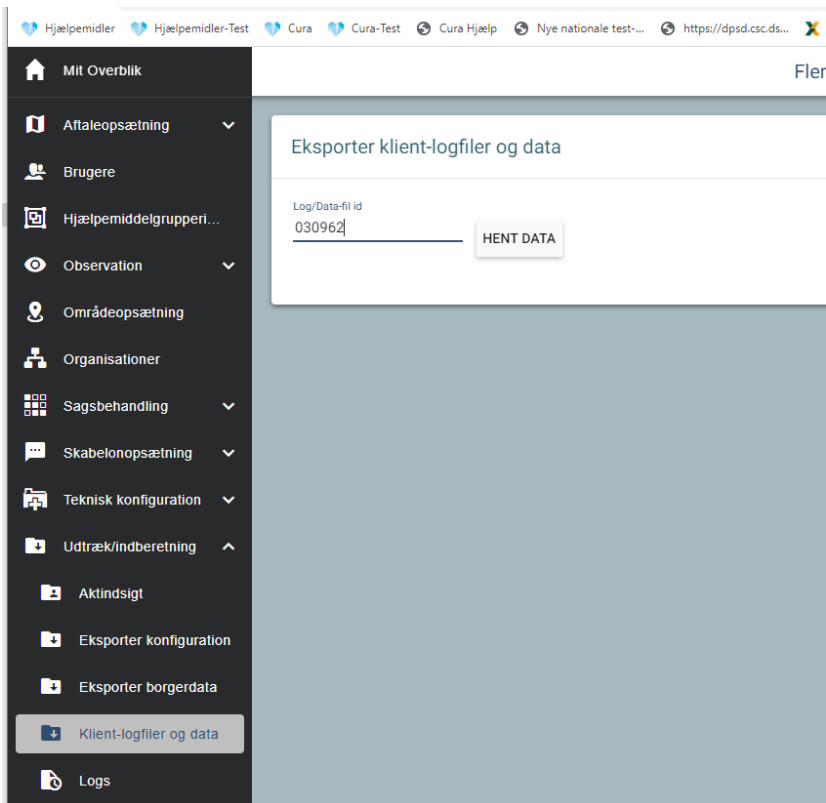 Hjælpemidler Hjælpemidler-Test Cura Cura-Test Cura Hjælp Nye nationale test-... https://dpsd.csc.ds...
Mit Overblik
Fler
Aftaleopsætning
Brugere
Hjælpemiddelgrupperi...
Observation
Områdeopsætning
Organisationer
Sagsbehandling
Skabelonopsætning
Teknisk konfiguration
Udtræk/indberetning
Aktindsigt
Eksporter konfiguration
Eksporter borgerdata
Klient-logfiler og data
Logs
Eksporter klient-logfiler og data
Log/Data-fil id
030962
HENT DATA